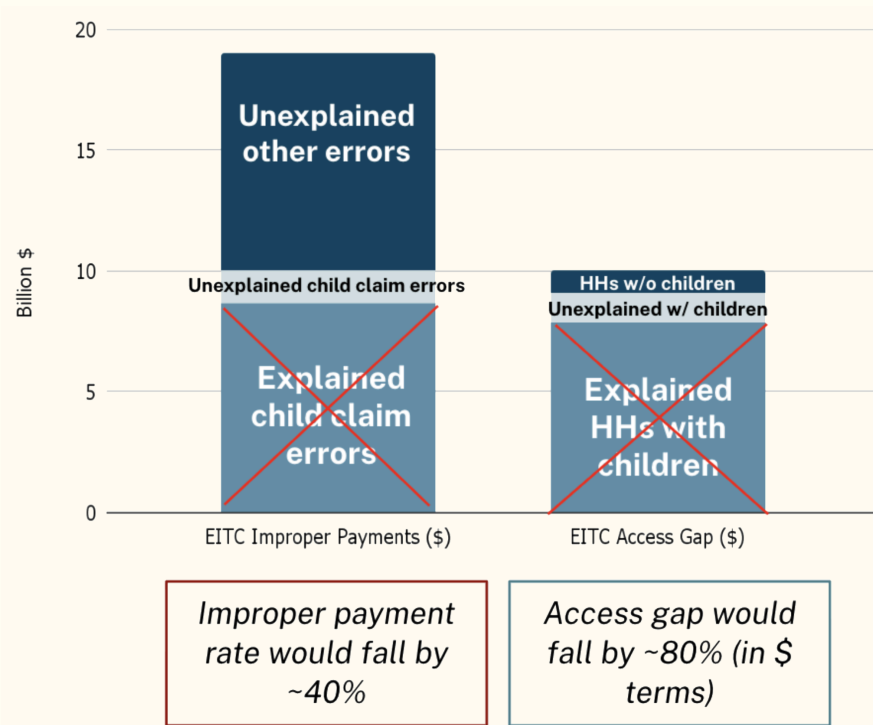 20
15
10
5
0
Billion $
Unexplained
other errors
Unexplained child claim errors
Explained
child claim
errors
HHs w/o children
Unexplained w/ children
Explained
HHs with
children
EITC Improper Payments ($)
EITC Access Gap ($)
Improper payment
rate would fall by
~40%
Access gap would
fall by ~80% (in $
terms)